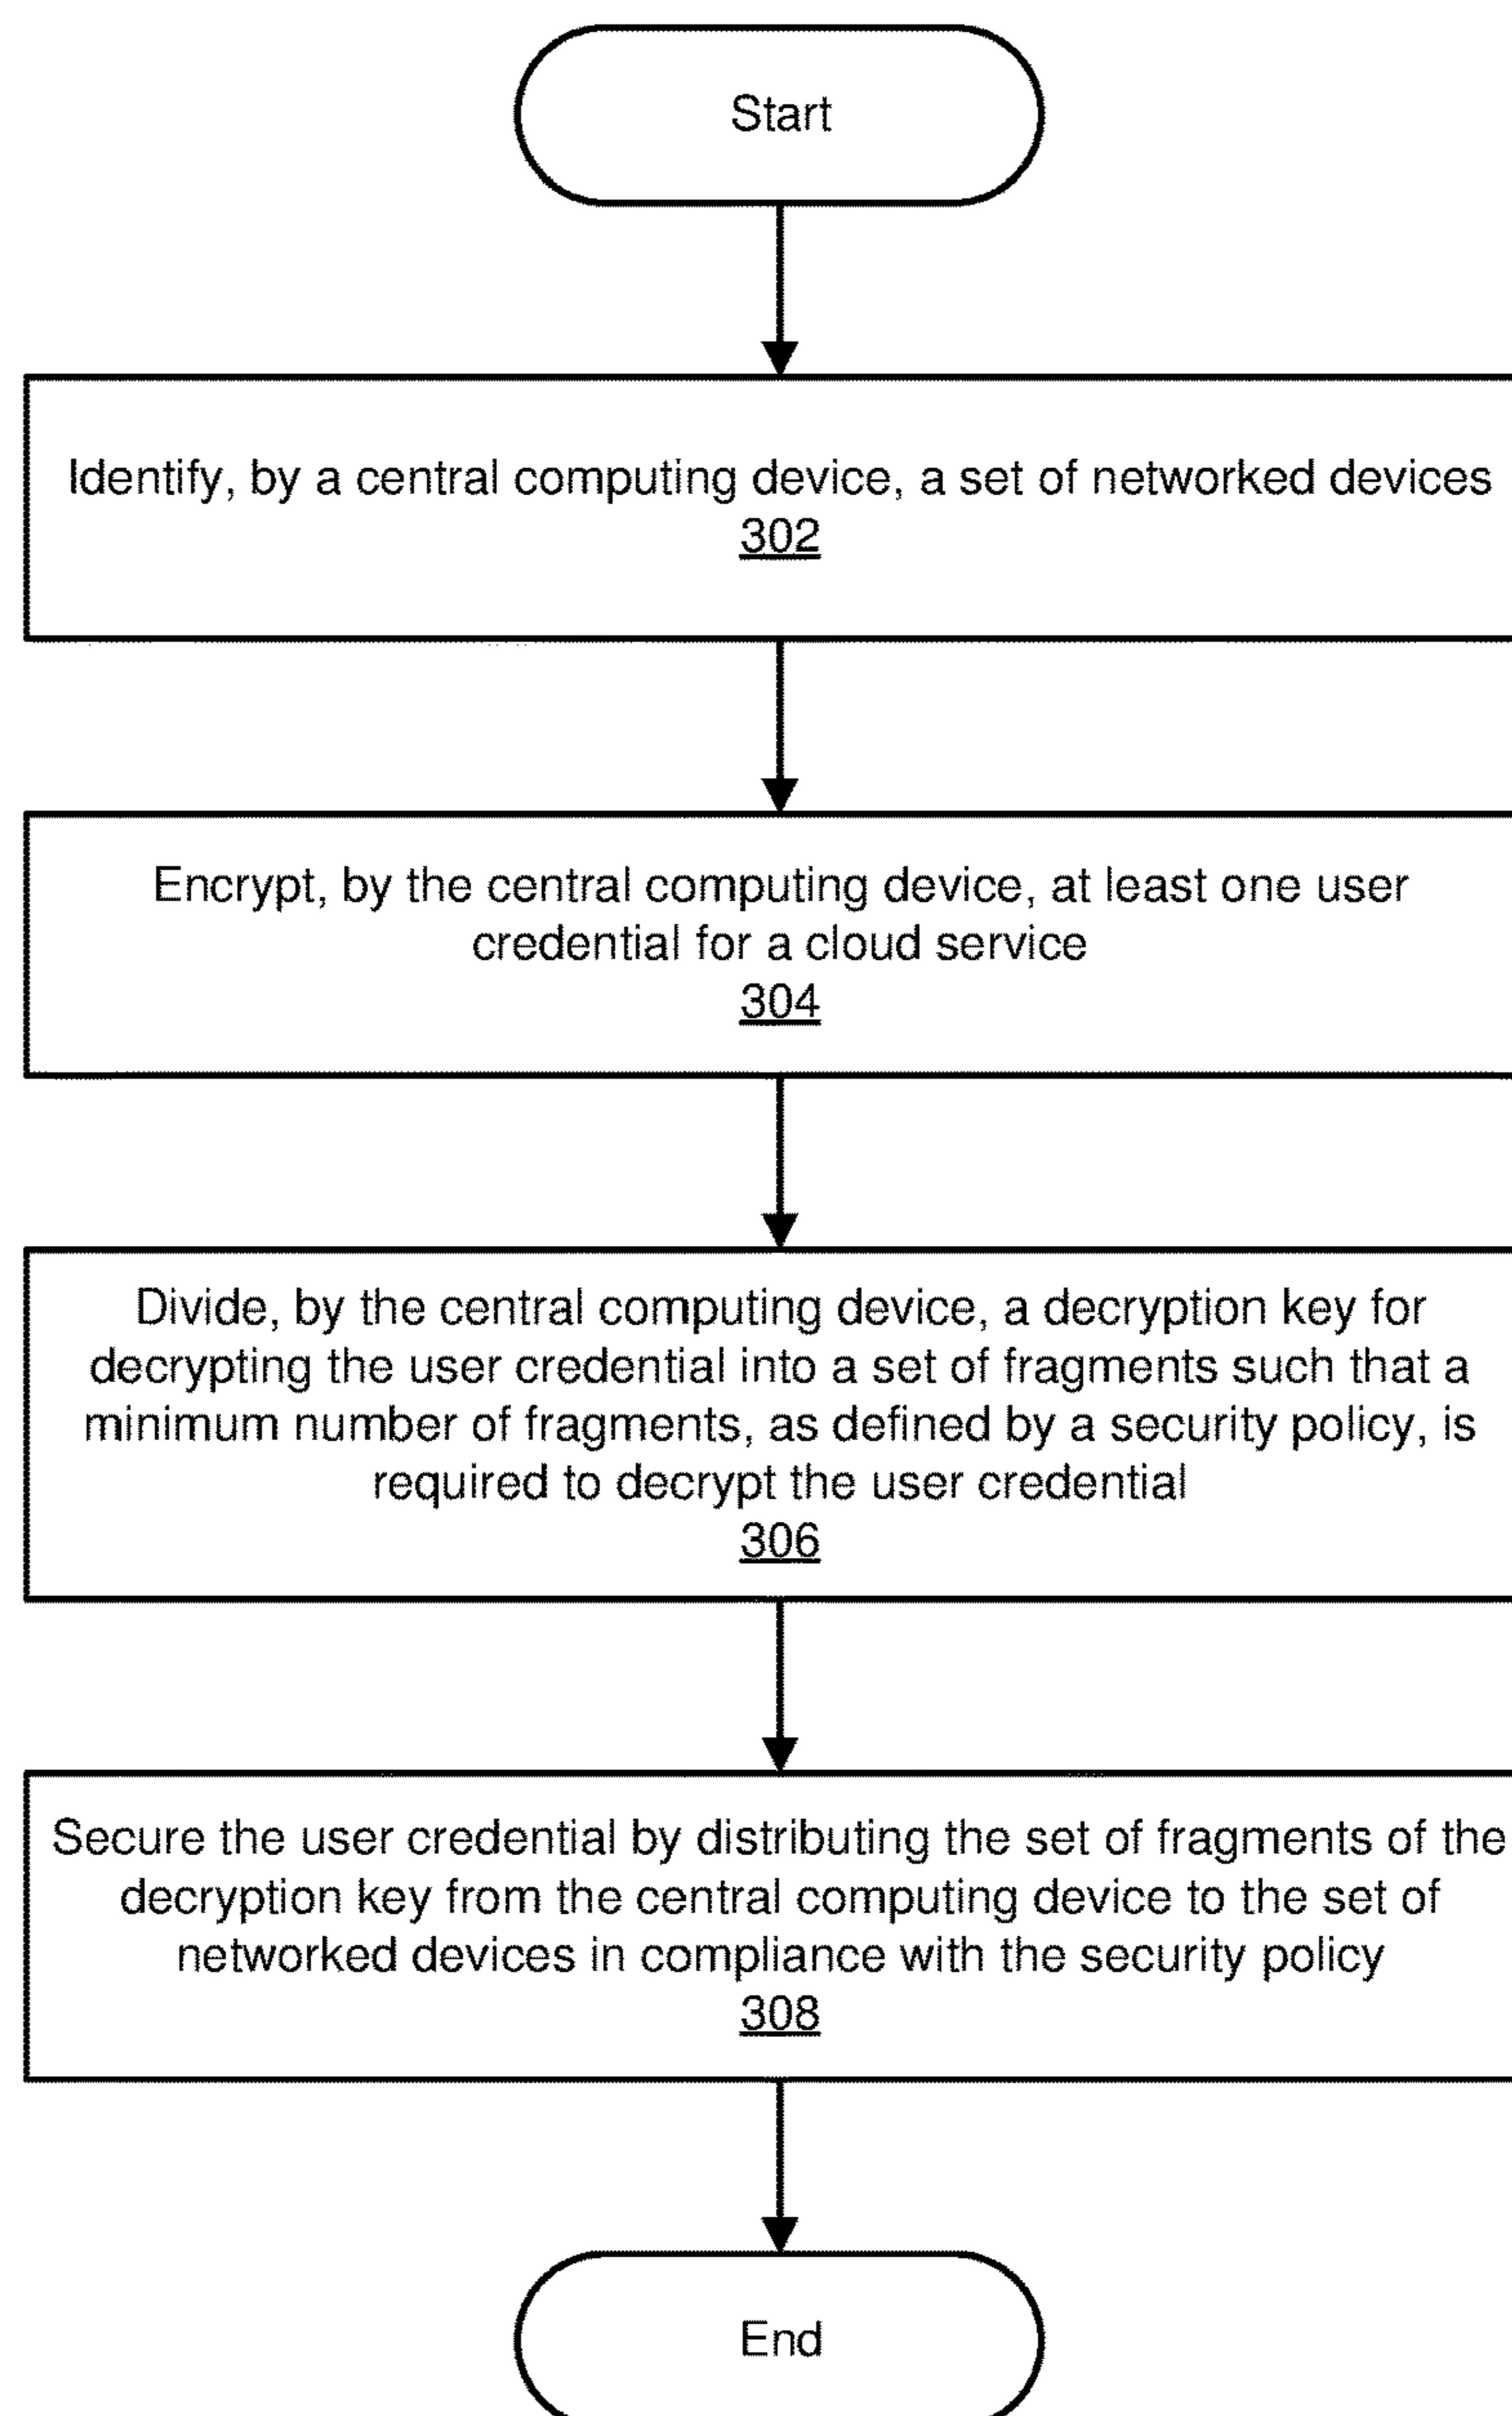 Start
Identify, by a central computing device, a set of networked devices
302
Encrypt, by the central computing device, at least one user
credential for a cloud service
304
Divide, by the central computing device, a decryption key for
decrypting the user credential into a set of fragments such that a
minimum number of fragments, as defined by a security policy, is
required to decrypt the user credential
306
Secure the user credential by distributing the set of fragments of the
decryption key from the central computing device to the set of
networked devices in compliance with the security policy
308
End